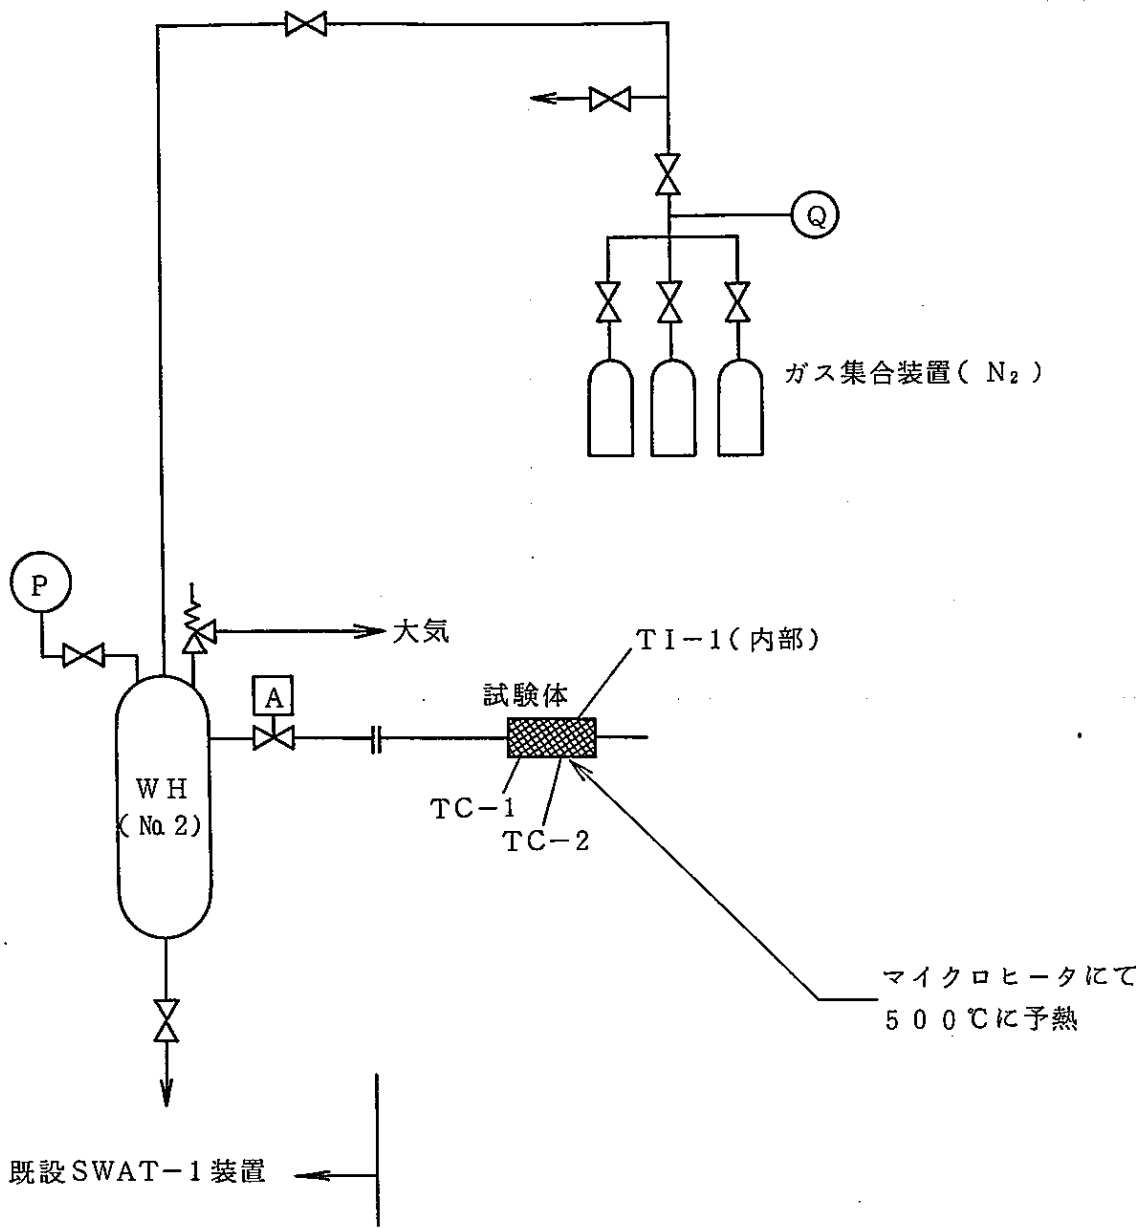 Q
ガス集合装置( N₂ )
P
大気
TI-1(内部)
A
試験体
WH
(No.2)
TC-1
TC-2
マイクロヒータにて
500℃に予熱
既設SWAT-1装置